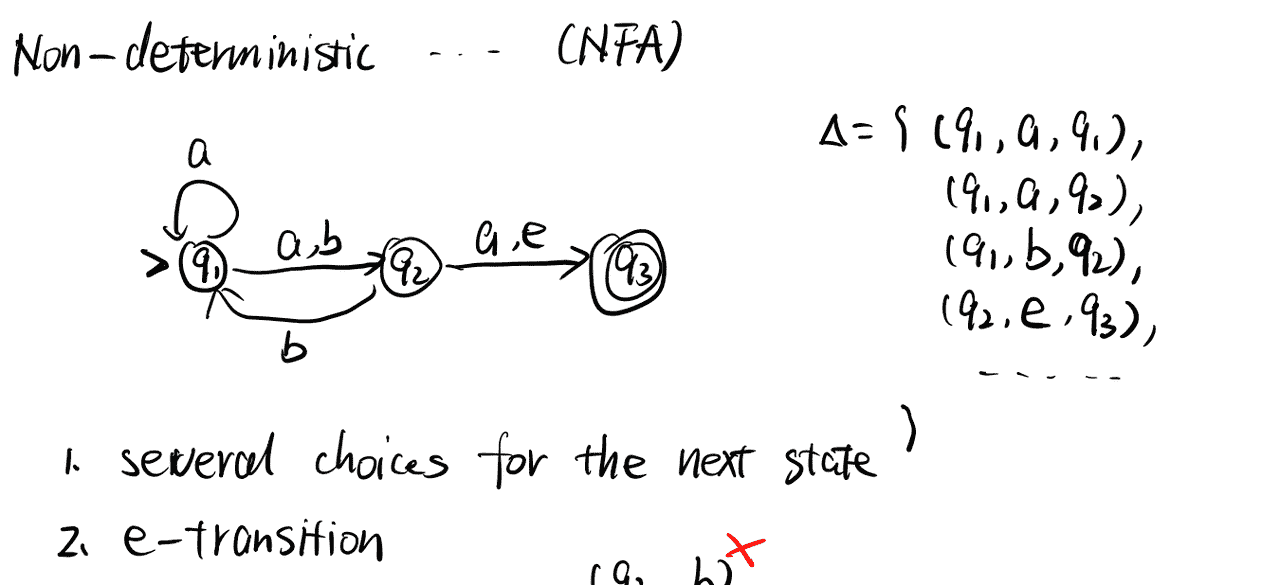 Non-deterministic ---- (NFA)
Δ= { (q₁, a, q₁),
(q₁, a, q₂),
(q₁, b, q₂),
(q₂, e, q₃),
-----
}
a
> q₁ a,b q₂ a,e q₃
b
1. several choices for the next state
2. e-transition